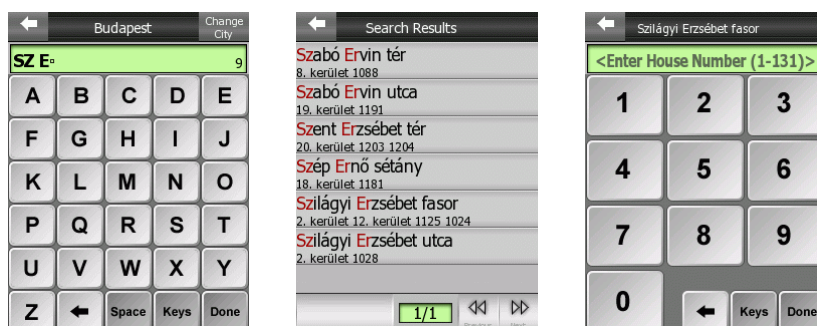 Budapest
Change
City
SZ E
9
A B C D E
F G H I J
K L M N O
P Q R S T
U V W X Y
Z Space Keys Done
Search Results
Szabó Ervin tér
8. kerület 1088
Szabó Ervin utca
19. kerület 1191
Szent Erzsébet tér
20. kerület 1203 1204
Szép Ernő sétány
18. kerület 1181
Szilágyi Erzsébet fasor
2. kerület 12. kerület 1125 1024
Szilágyi Erzsébet utca
2. kerület 1028
1/1
Szilágyi Erzsébet fasor
<Enter House Number (1-131)>
1 2 3
4 5 6
7 8 9
0 Keys Done